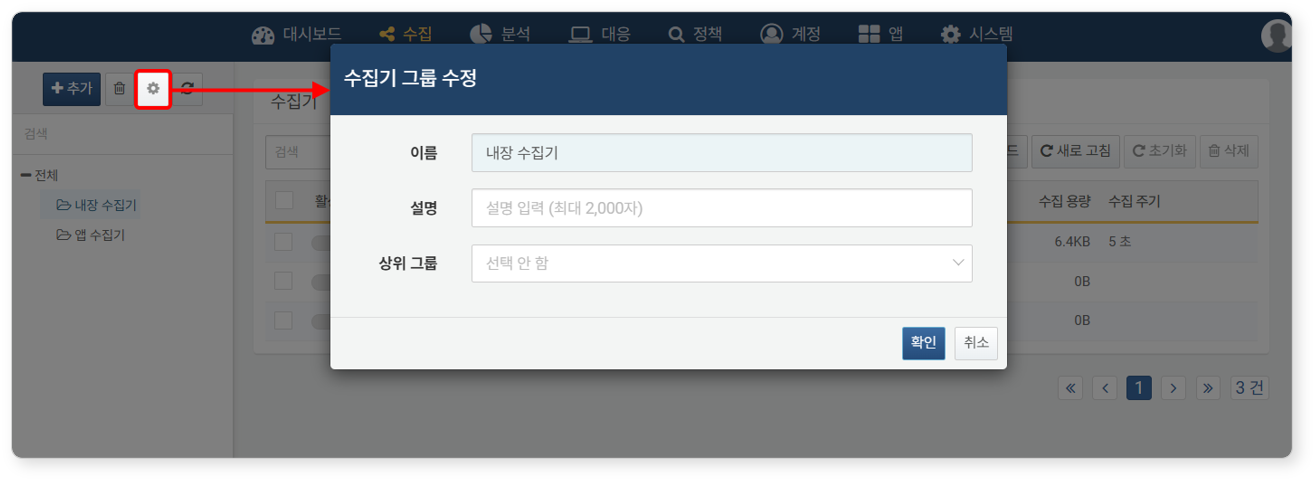 대시보드 수집 분석 대응 정책 계정 앱 시스템
추가
수집기 그룹 수정
수집기
검색
검색
이름 내장 수집기
새로 고침 초기화 삭제
전체
내장 수집기
앱 수집기
설명 설명 입력 (최대 2,000자)
수집 용량 수집 주기
6.4KB 5 초
상위 그룹 선택 안 함
0B
0B
확인 취소
« ‹ 1 › » 3 건